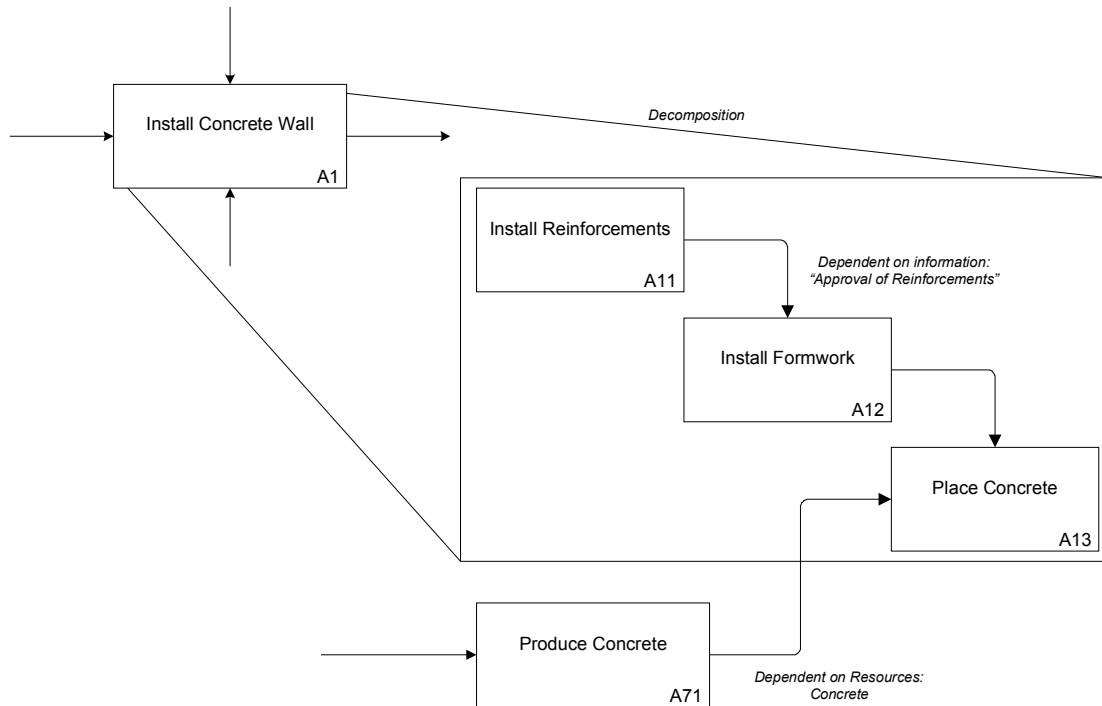 Install Concrete Wall
A1
Decomposition
Install Reinforcements
A11
Dependent on information:
“Approval of Reinforcements”
Install Formwork
A12
Place Concrete
A13
Produce Concrete
A71
Dependent on Resources:
Concrete